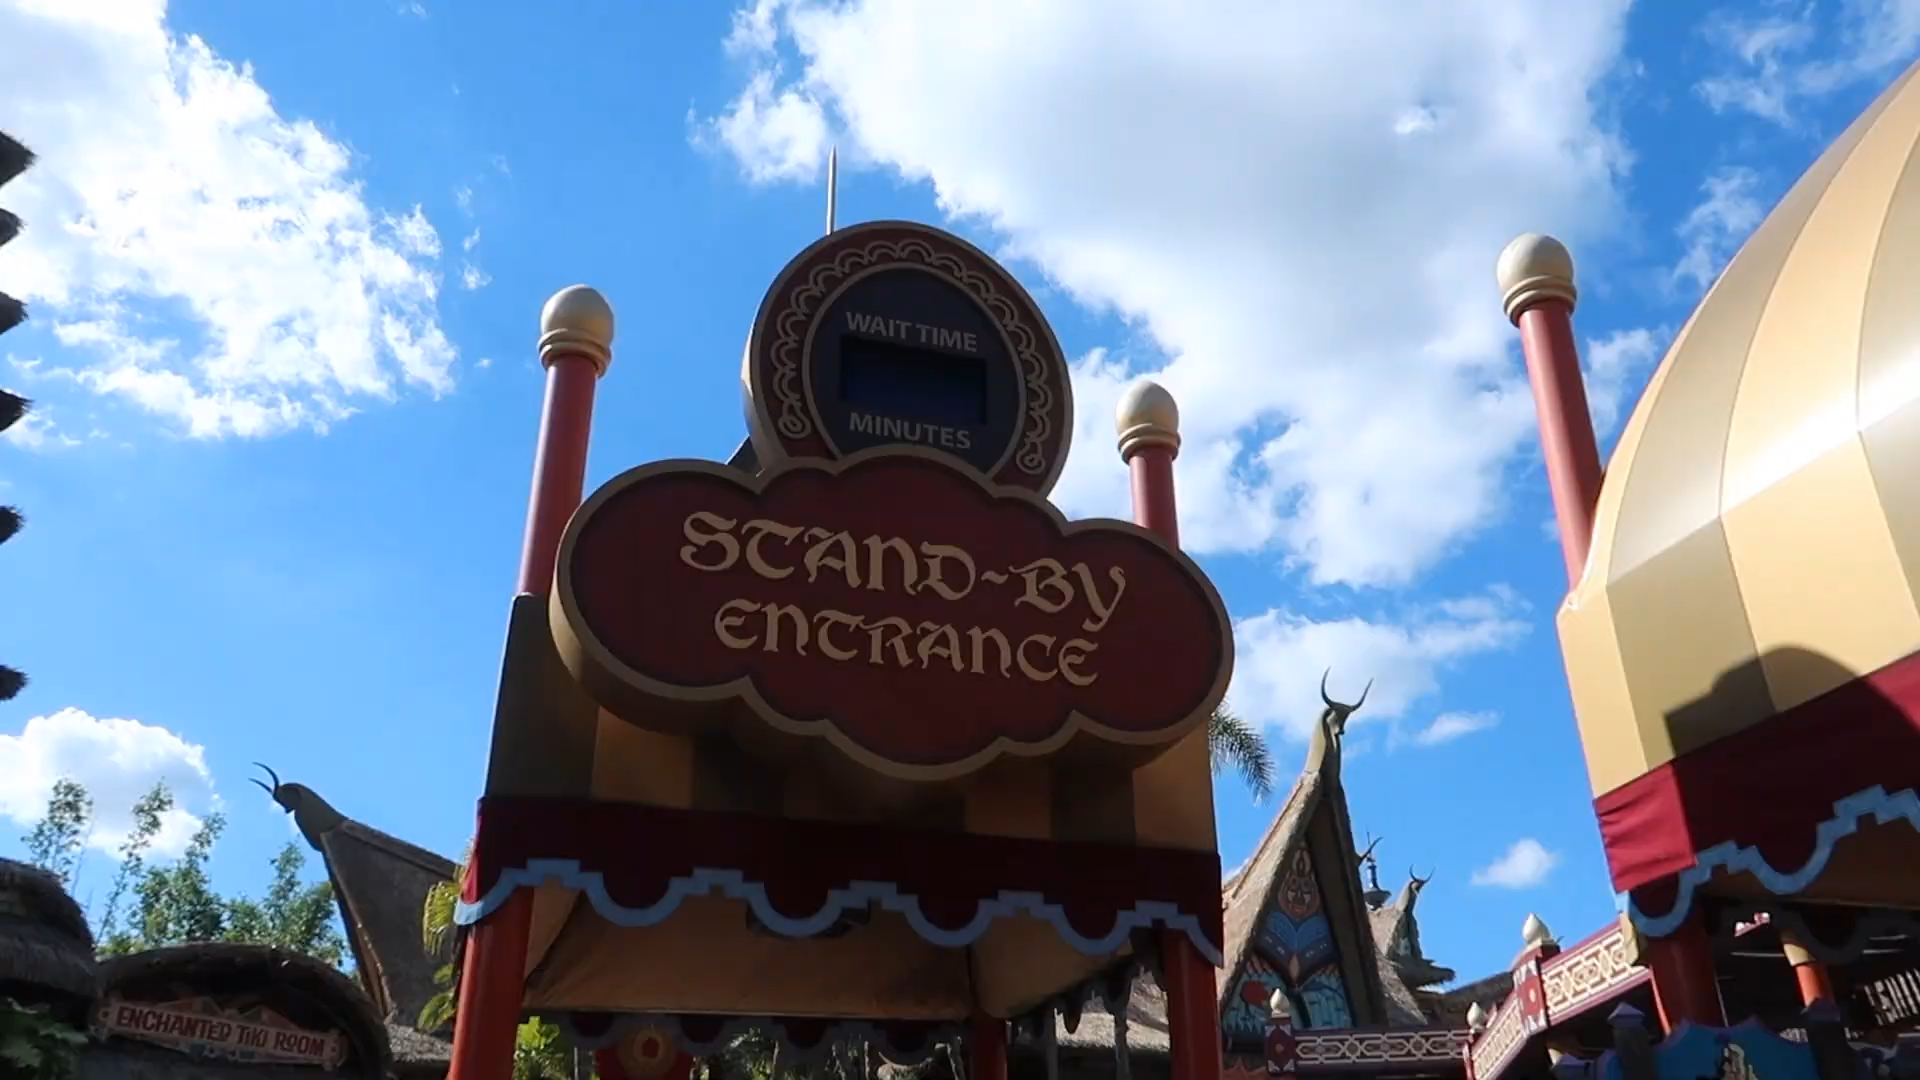 WAIT TIME
MINUTES
STAND-BY
ENTRANCE
ENCHANTED TIKI ROOM